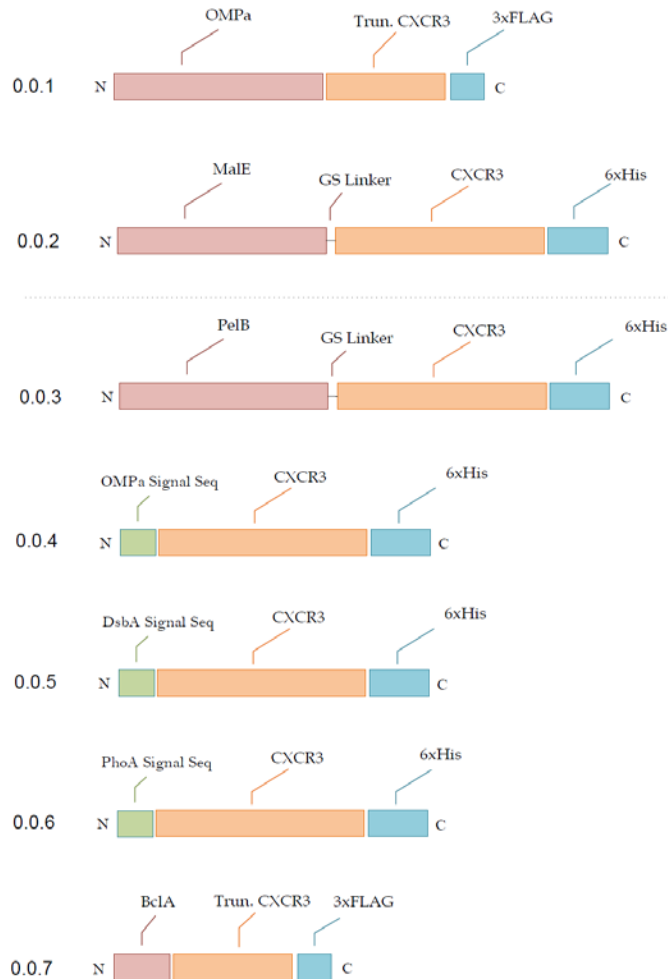 OMPa Trun. CXCR3 3xFLAG
0.0.1 N C
MalE GS Linker CXCR3 6xHis
0.0.2 N C
PelB GS Linker CXCR3 6xHis
0.0.3 N C
OMPa Signal Seq CXCR3 6xHis
0.0.4 N C
DsbA Signal Seq CXCR3 6xHis
0.0.5 N C
PhoA Signal Seq CXCR3 6xHis
0.0.6 N C
BclA Trun. CXCR3 3xFLAG
0.0.7 N C